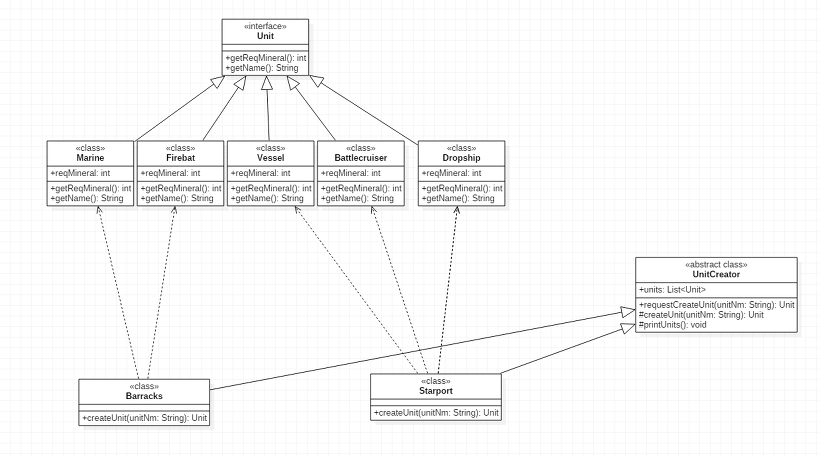 «interface»
Unit
+getReqMineral(): int
+getName(): String
«class»
Marine
+reqMineral: int
+getReqMineral(): int
+getName(): String
«class»
Firebat
+reqMineral: int
+getReqMineral(): int
+getName(): String
«class»
Vessel
+reqMineral: int
+getReqMineral(): int
+getName(): String
«class»
Battlecruiser
+reqMineral: int
+getReqMineral(): int
+getName(): String
«class»
Dropship
+reqMineral: int
+getReqMineral(): int
+getName(): String
«abstract class»
UnitCreator
+units: List<Unit>
+requestCreateUnit(unitNm: String): Unit
#createUnit(unitNm: String): Unit
#printUnits(): void
«class»
Barracks
+createUnit(unitNm: String): Unit
«class»
Starport
+createUnit(unitNm: String): Unit